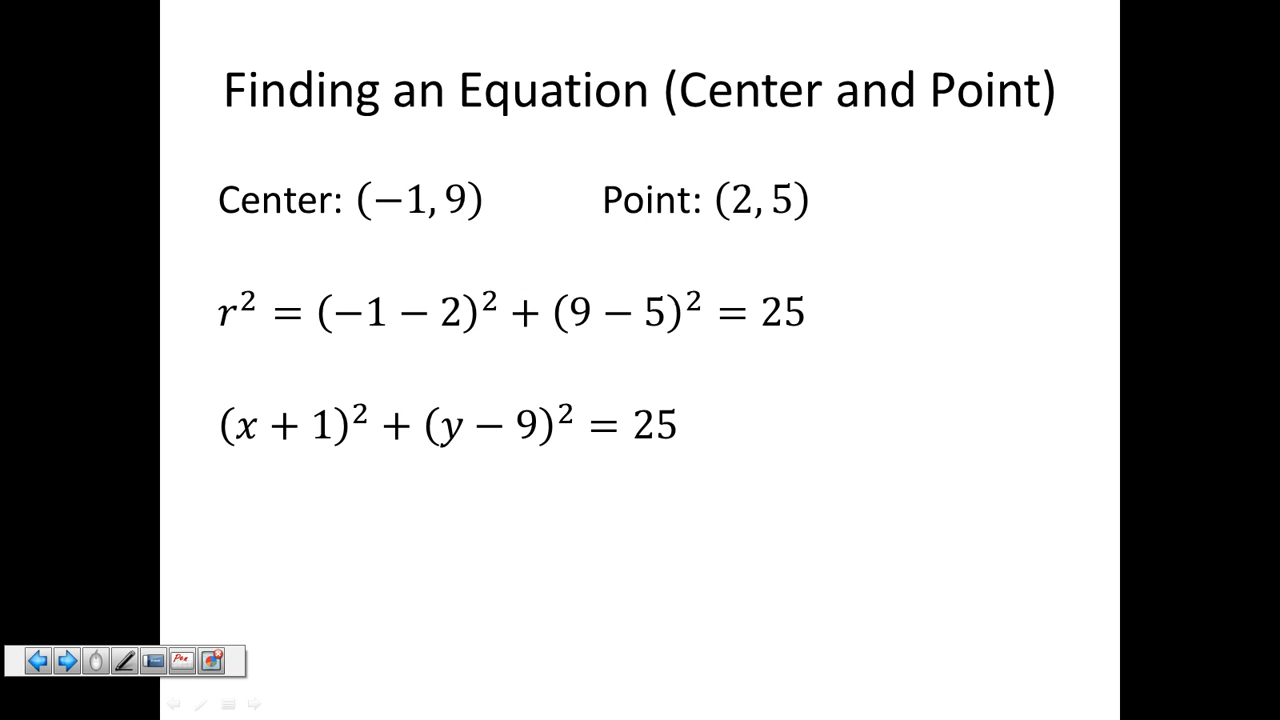 Finding an Equation (Center and Point)
Center: (−1, 9) Point: (2, 5)
r² = (−1 − 2)² + (9 − 5)² = 25
(x + 1)² + (y − 9)² = 25
Pen